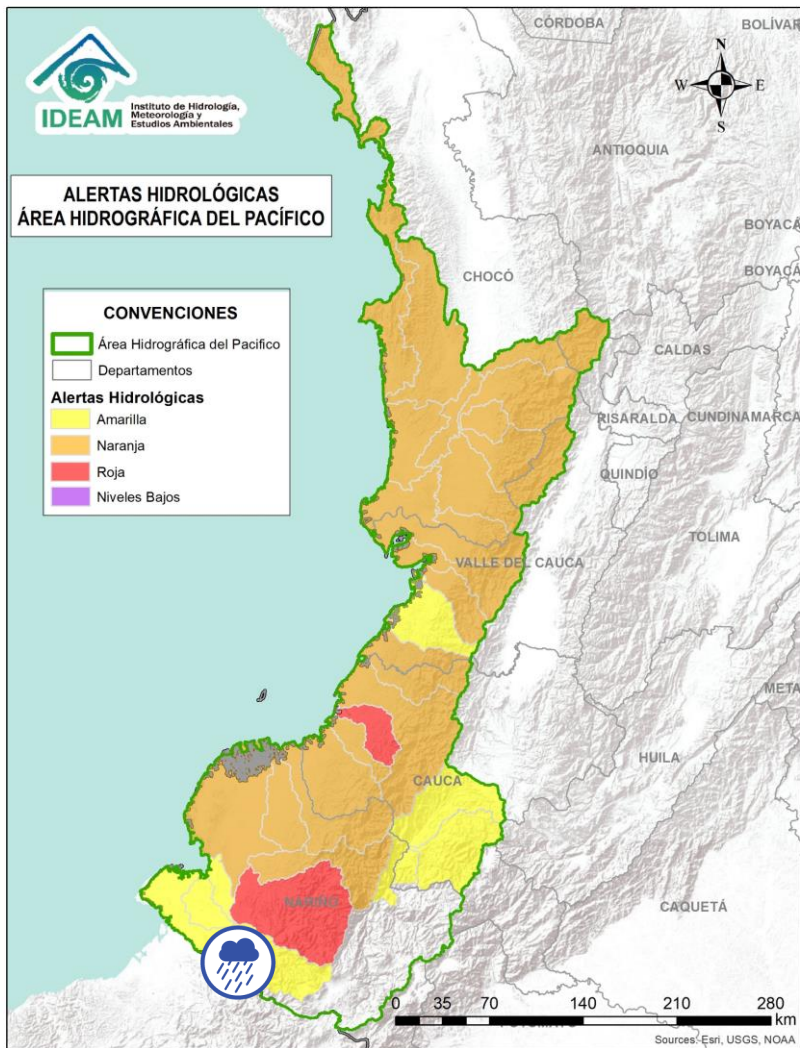 IDEAM
Instituto de Hidrología,
Meteorología y
Estudios Ambientales
ALERTAS HIDROLÓGICAS
ÁREA HIDROGRÁFICA DEL PACÍFICO
CONVENCIONES
Área Hidrográfica del Pacifico
Departamentos
Alertas Hidrológicas
Amarilla
Naranja
Roja
Niveles Bajos
CÓRDOBA
BOLÍVAR
N
W
E
S
ANTIOQUIA
BOYACÁ
BOYACÁ
CHOCÓ
CALDAS
RISARALDA
CUNDINAMARCA
QUINDÍO
TOLIMA
VALLE DEL CAUCA
META
HUILA
CAUCA
NARIÑO
CAQUETÁ
0 35 70 140 210 280
km
Sources: Esri, USGS, NOAA